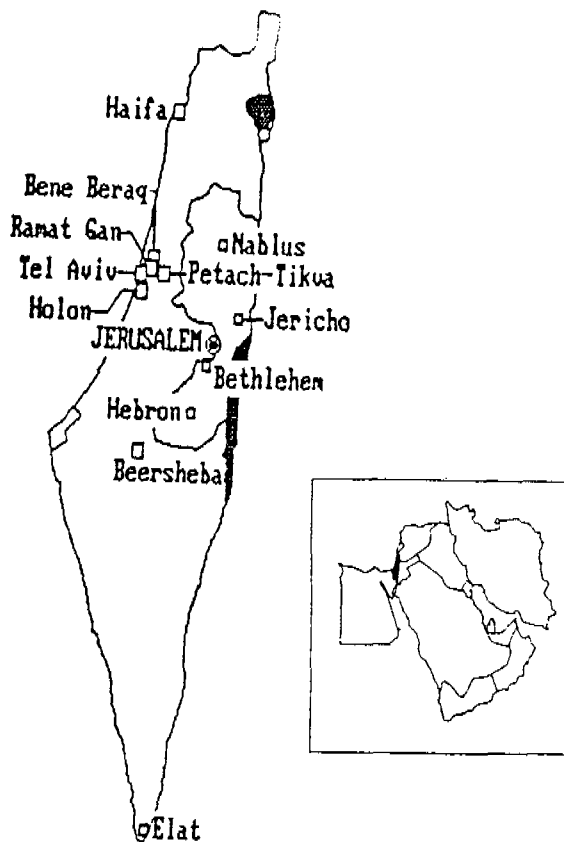 Haifa
Bene Beraq
Ramat Gan
Nablus
Tel Aviv
Petach-Tikva
Holon
Jericho
JERUSALEM
Bethlehem
Hebron
Beersheba
Elat